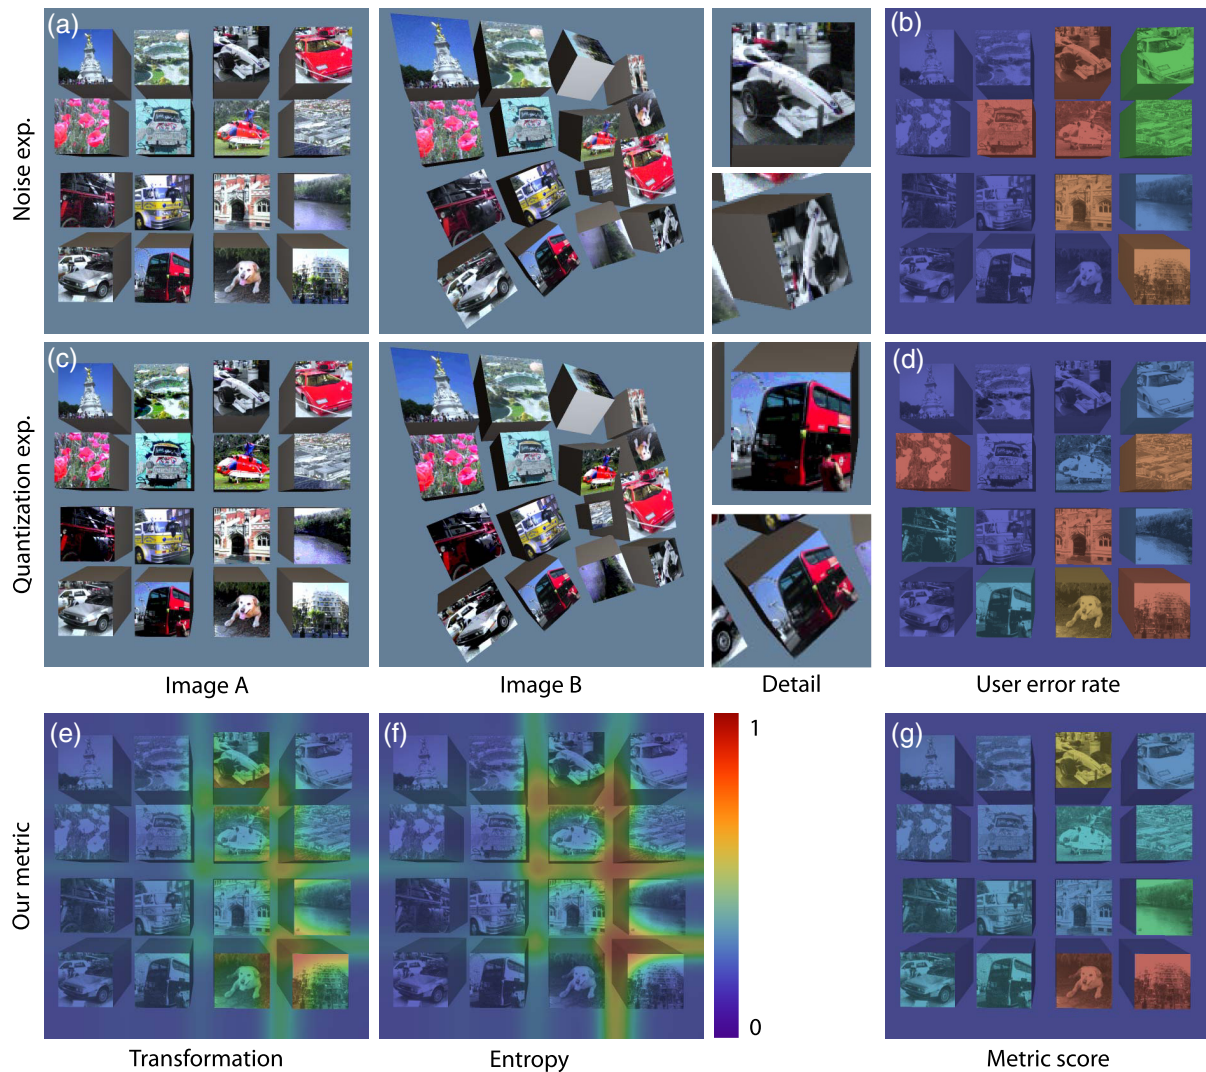 (a)
(b)
Noise exp.
(c)
(d)
Quantization exp.
Image A
Image B
Detail
User error rate
(e)
(f)
1
0
(g)
Our metric
Transformation
Entropy
Metric score